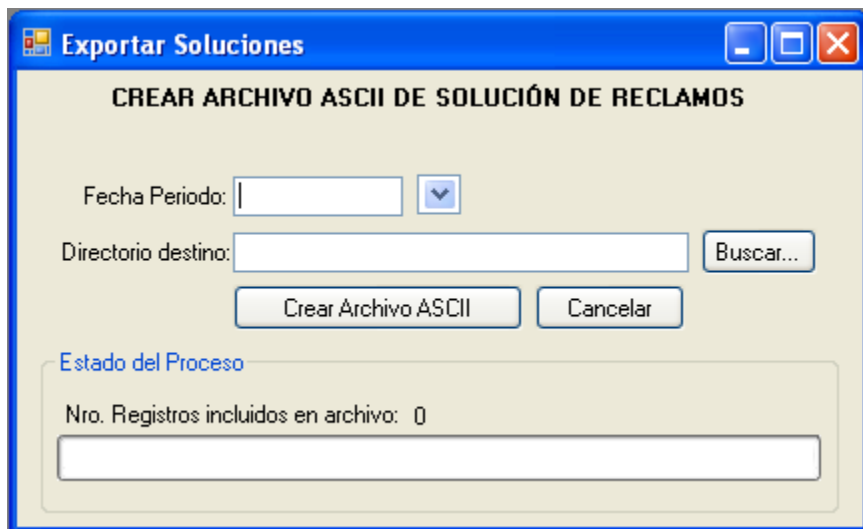 Exportar Soluciones
CREAR ARCHIVO ASCII DE SOLUCIÓN DE RECLAMOS
Fecha Periodo:
Directorio destino: Buscar...
Crear Archivo ASCII Cancelar
Estado del Proceso
Nro. Registros incluidos en archivo: 0